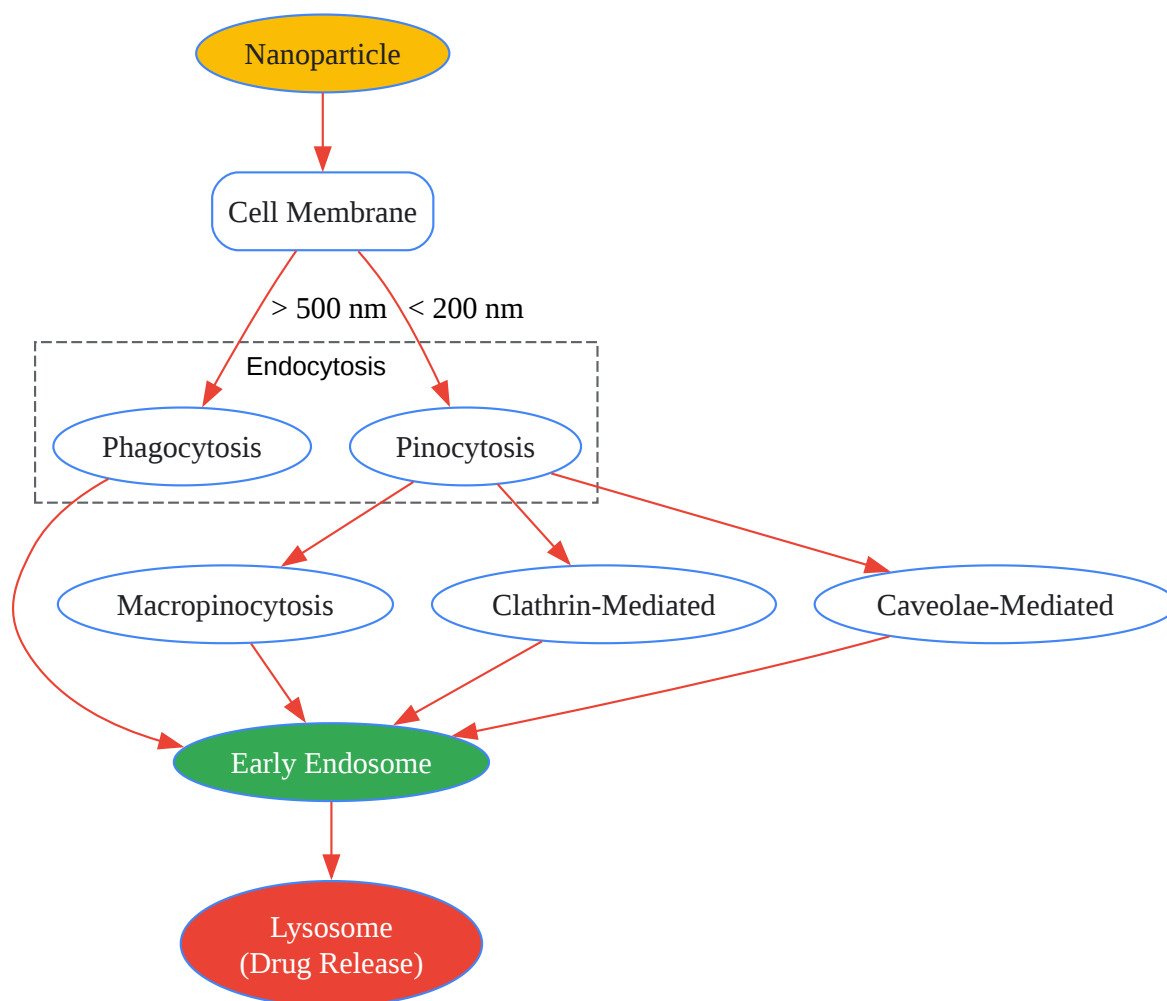 Nanoparticle
Cell Membrane
> 500 nm
< 200 nm
Endocytosis
Phagocytosis
Pinocytosis
Macropinocytosis
Clathrin-Mediated
Caveolae-Mediated
Early Endosome
Lysosome
(Drug Release)